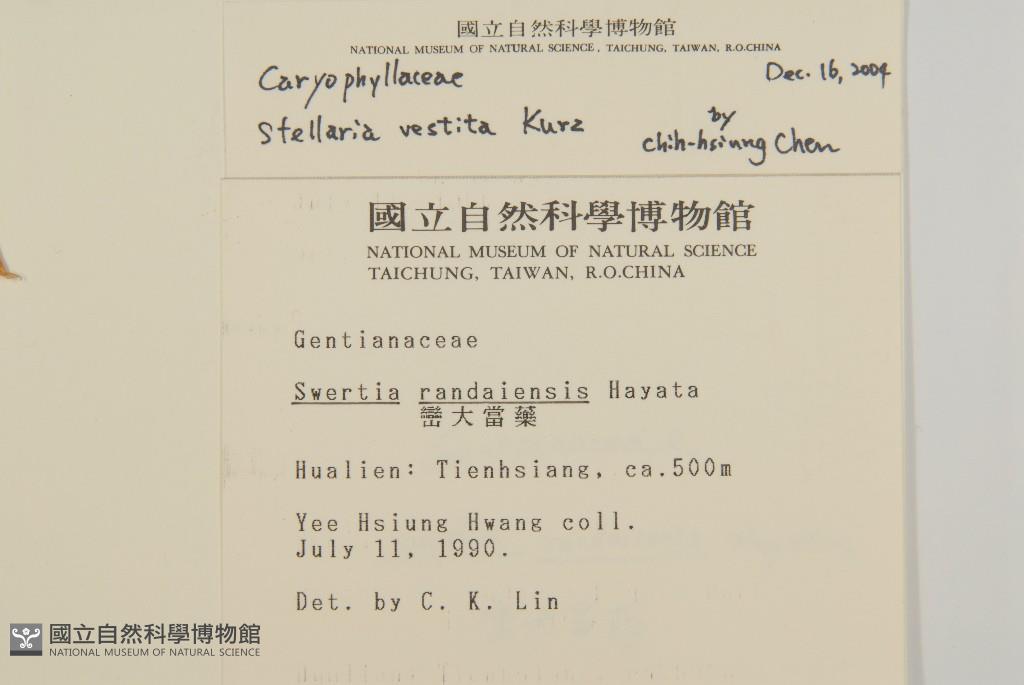 國立自然科學博物館
NATIONAL MUSEUM OF NATURAL SCIENCE, TAICHUNG, TAIWAN, R.O.CHINA
Caryophyllaceae Dec. 16, 2004
Stellaria vestita Kurz by
chih-hsiung Chen
國立自然科學博物館
NATIONAL MUSEUM OF NATURAL SCIENCE
TAICHUNG, TAIWAN, R.O.CHINA
Gentianaceae
Swertia randaiensis Hayata
巒大當藥
Hualien: Tienhsiang, ca.500m
Yee Hsiung Hwang coll.
July 11, 1990.
Det. by C. K. Lin
國立自然科學博物館
NATIONAL MUSEUM OF NATURAL SCIENCE